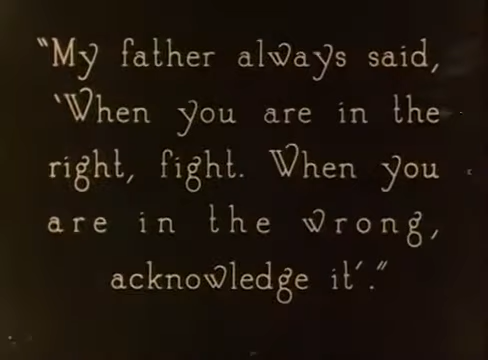 "My father always said,
'When you are in the
right, fight. When you
are in the wrong,
acknowledge it'."